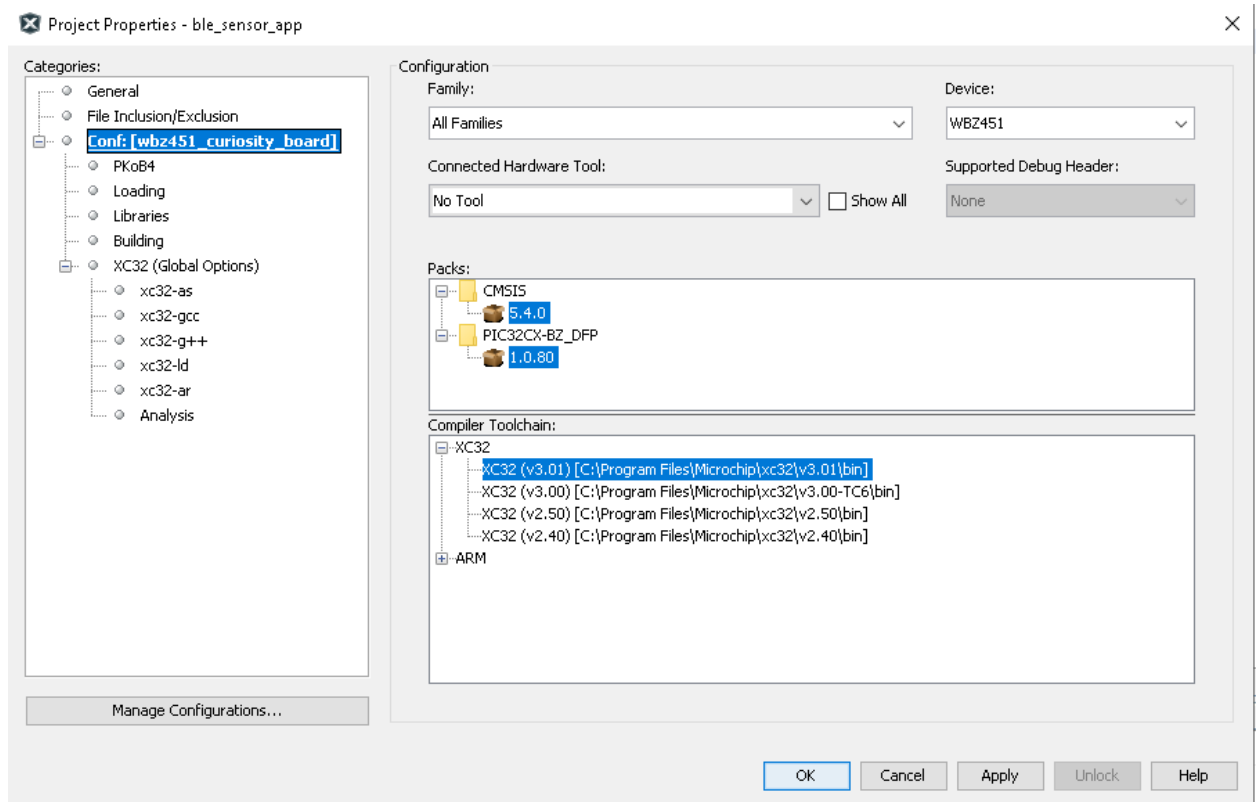 Project Properties - ble_sensor_app
Categories:
General
File Inclusion/Exclusion
Conf: [wbz451_curiosity_board]
PKoB4
Loading
Libraries
Building
XC32 (Global Options)
xc32-as
xc32-gcc
xc32-g++
xc32-ld
xc32-ar
Analysis
Manage Configurations...
Configuration
Family:
Device:
All Families
WBZ451
Connected Hardware Tool:
Supported Debug Header:
No Tool
Show All
None
Packs:
CMSIS
5.4.0
PIC32CX-BZ_DFP
1.0.80
Compiler Toolchain:
XC32
XC32 (v3.01) [C:\Program Files\Microchip\xc32\v3.01\bin]
XC32 (v3.00) [C:\Program Files\Microchip\xc32\v3.00-TC6\bin]
XC32 (v2.50) [C:\Program Files\Microchip\xc32\v2.50\bin]
XC32 (v2.40) [C:\Program Files\Microchip\xc32\v2.40\bin]
ARM
OK
Cancel
Apply
Unlock
Help